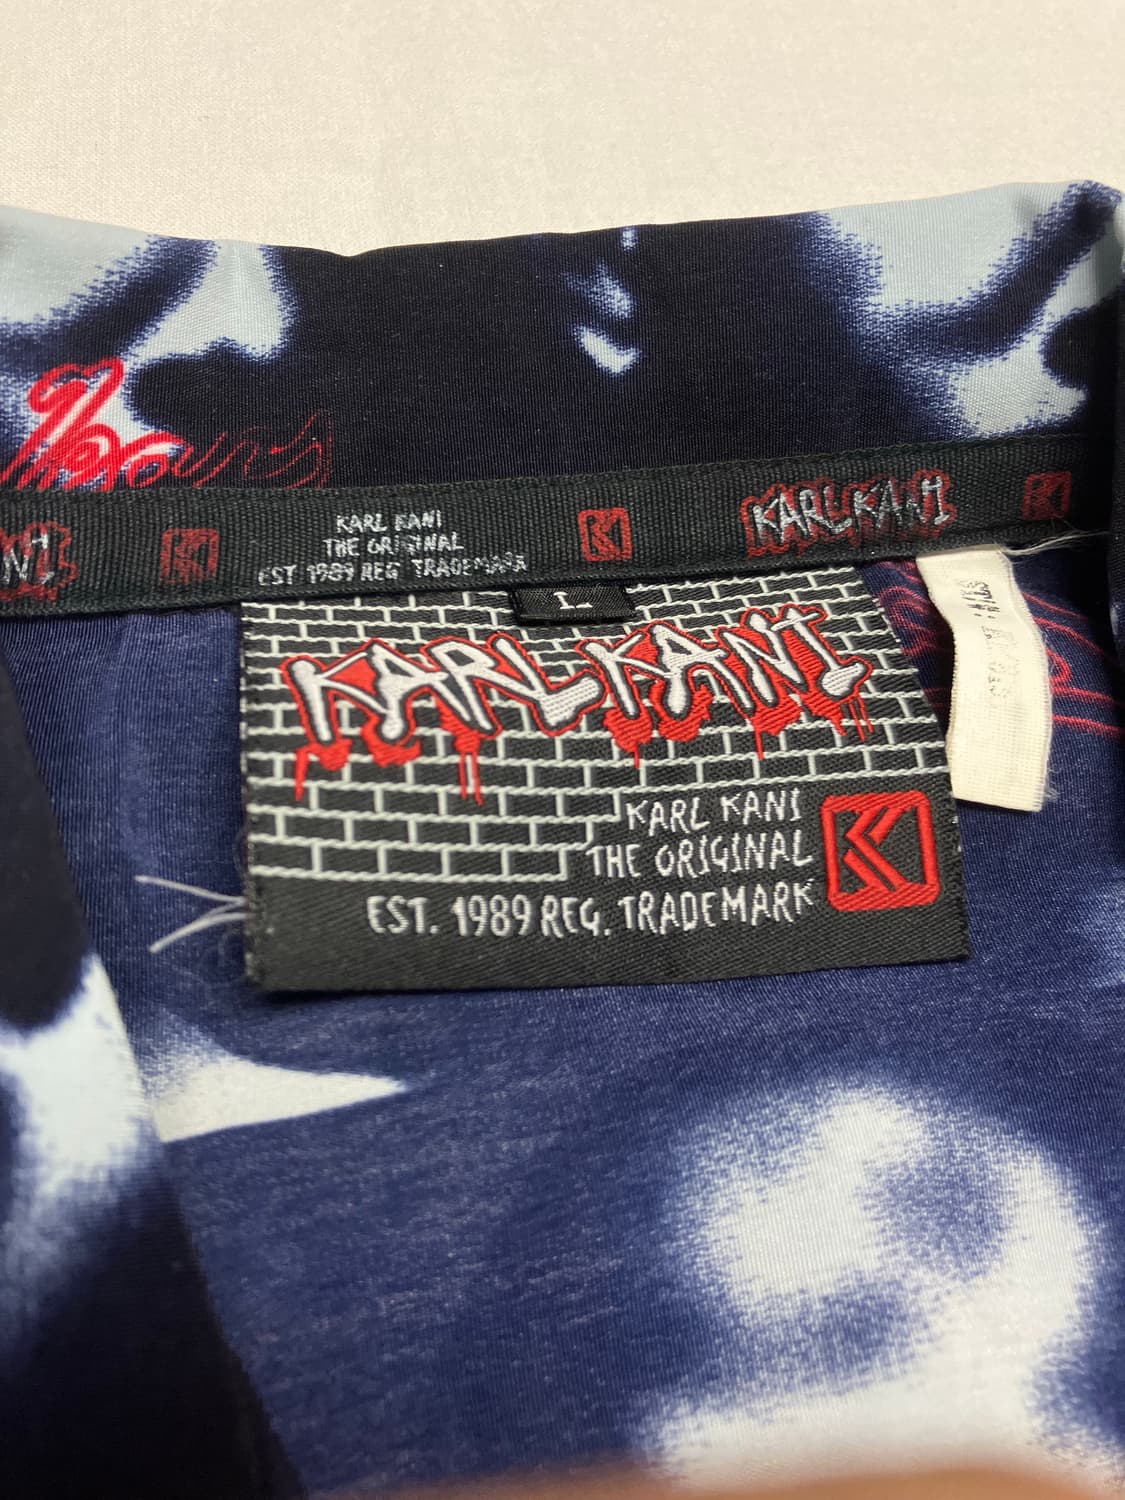 KARL KANI
THE ORIGINAL
EST 1989 REG TRADEMARK
KARL KANI
L
KARL KANI
KARL KANI
THE ORIGINAL
EST. 1989 REG. TRADEMARK